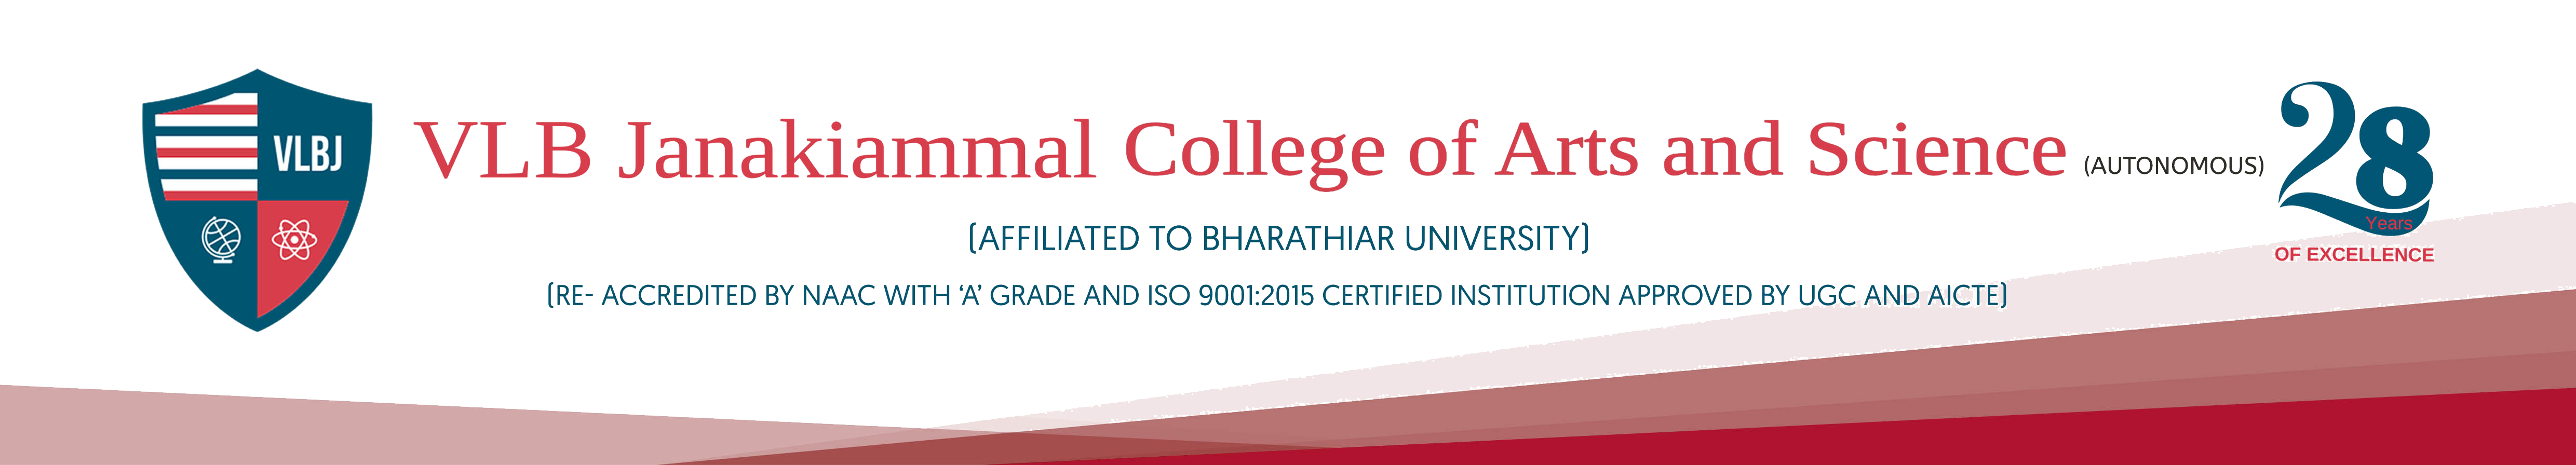 VLBJ
VLB Janakiammal College of Arts and Science (AUTONOMOUS)
28
Years
OF EXCELLENCE
(AFFILIATED TO BHARATHIAR UNIVERSITY)
(RE- ACCREDITED BY NAAC WITH ‘A’ GRADE AND ISO 9001:2015 CERTIFIED INSTITUTION APPROVED BY UGC AND AICTE)